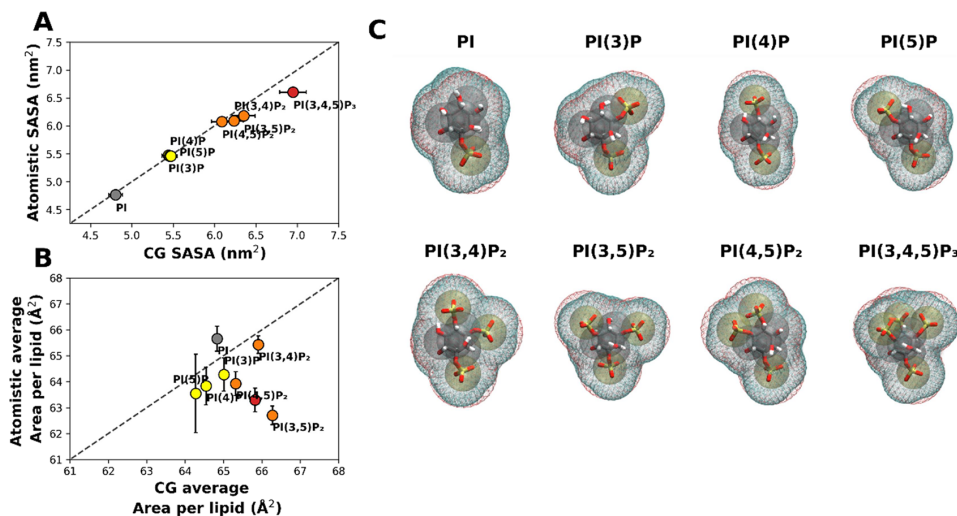 A
Atomistic SASA (nm²)
7.5
7.0
6.5
6.0
5.5
5.0
4.5
PI(3,4)P₂
PI(3,4,5)P₃
PI(4,5)P₂
PI(3,5)P₂
PI(4)P
PI(5)P
PI(3)P
PI
4.5 5.0 5.5 6.0 6.5 7.0 7.5
CG SASA (nm²)
B
Atomistic average
Area per lipid (Å²)
68
67
66
65
64
63
62
61
PI
PI(3)P
PI(3,4)P₂
PI(5)P
PI(4)P
PI(3,5)P₂
61 62 63 64 65 66 67 68
CG average
Area per lipid (Å²)
C
PI PI(3)P PI(4)P PI(5)P
PI(3,4)P₂ PI(3,5)P₂ PI(4,5)P₂ PI(3,4,5)P₃